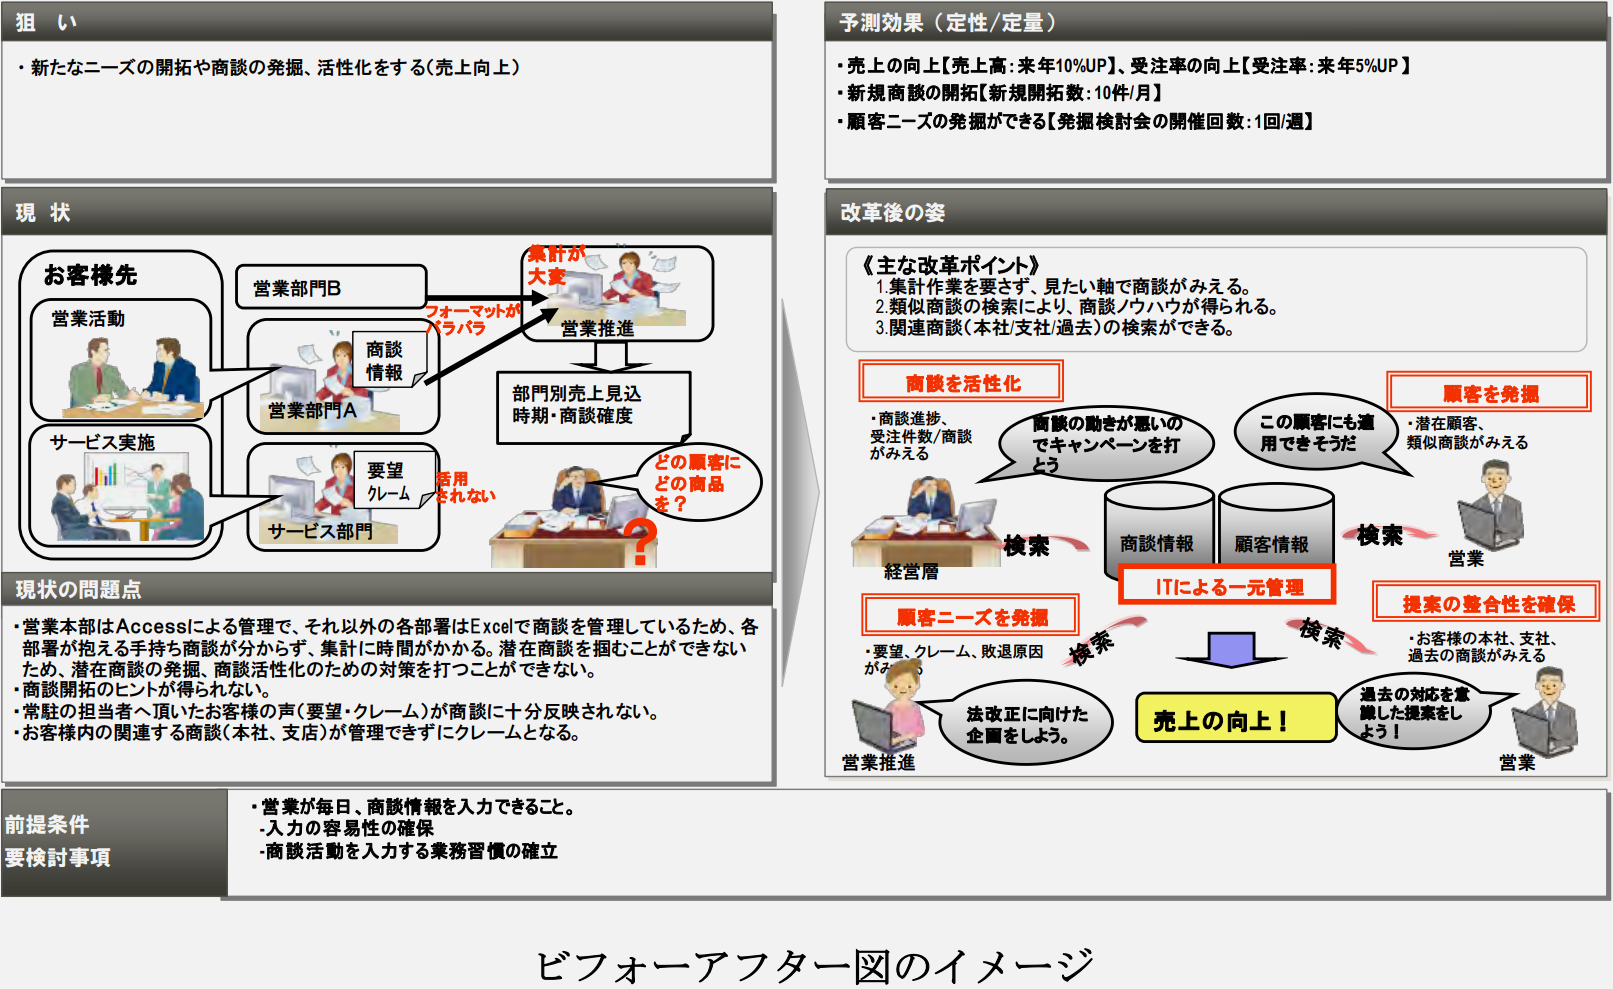 狙　い
・新たなニーズの開拓や商談の発掘、活性化をする（売上向上）
予測効果（定性/定量）
・売上の向上【売上高：来年10%UP】、受注率の向上【受注率：来年5%UP】
・新規商談の開拓【新規開拓数：10件/月】
・顧客ニーズの発掘ができる【発掘検討会の開催回数：1回/週】
現　状
お客様先
営業活動
サービス実施
営業部門B
商談
情報
営業部門A
要望
クレーム
サービス部門
フォーマットが
バラバラ
活用
されない
集計が
大変
営業推進
部門別売上見込
時期・商談確度
どの顧客に
どの商品
を？
?
現状の問題点
・営業本部はAccessによる管理で、それ以外の各部署はExcelで商談を管理しているため、各
部署が抱える手持ち商談が分からず、集計に時間がかかる。潜在商談を掴むことができない
ため、潜在商談の発掘、商談活性化のための対策を打つことができない。
・商談開拓のヒントが得られない。
・常駐の担当者へ頂いたお客様の声（要望・クレーム）が商談に十分反映されない。
・お客様内の関連する商談（本社、支店）が管理できずにクレームとなる。
改革後の姿
《主な改革ポイント》
1.集計作業を要さず、見たい軸で商談がみえる。
2.類似商談の検索により、商談ノウハウが得られる。
3.関連商談（本社/支社/過去）の検索ができる。
商談を活性化
・商談進捗、
受注件数/商談
がみえる
商談の動きが悪いの
でキャンペーンを打
とう
経営層
検索
この顧客にも適
用できそうだ
顧客を発掘
・潜在顧客、
類似商談がみえる
検索
営業
商談情報
顧客情報
ITによる一元管理
顧客ニーズを発掘
・要望、クレーム、敗退原因
がみえる
検索
法改正に向けた
企画をしよう。
営業推進
売上の向上！
提案の整合性を確保
・お客様の本社、支社、
過去の商談がみえる
検索
過去の対応を意
識した提案をし
よう！
営業
前提条件
要検討事項
・営業が毎日、商談情報を入力できること。
-入力の容易性の確保
-商談活動を入力する業務習慣の確立
ビフォーアフター図のイメージ